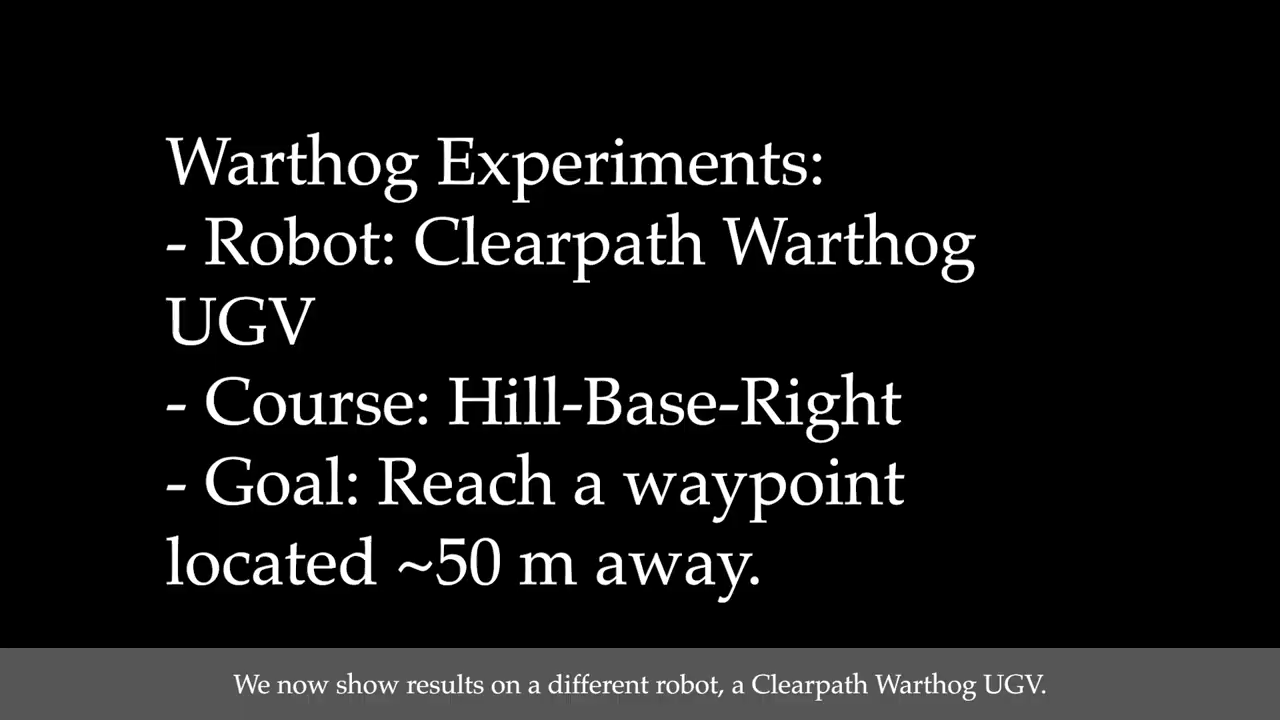 Warthog Experiments:
- Robot: Clearpath Warthog
UGV
- Course: Hill-Base-Right
- Goal: Reach a waypoint
located ~50 m away.
We now show results on a different robot, a Clearpath Warthog UGV.